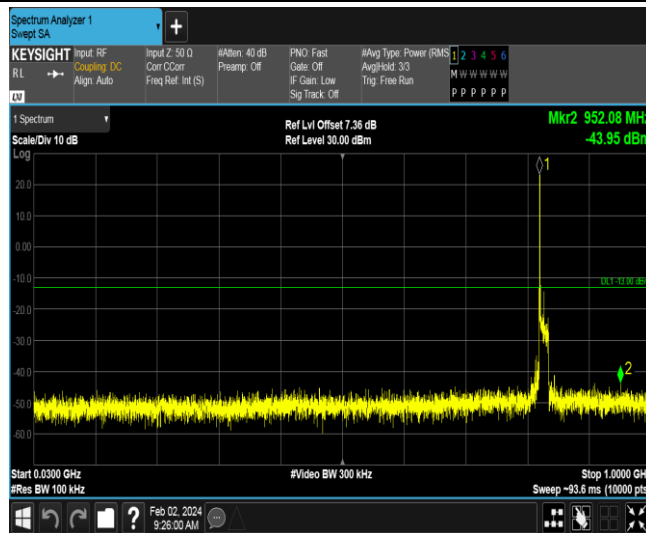 Spectrum Analyzer 1
Swept SA
+
KEYSIGHT
RL
LXI
Input: RF
Coupling: DC
Align: Auto
Input Z: 50 Ω
Corr CCorr
Freq Ref: Int (S)
#Atten: 40 dB
Preamp: Off
PNO: Fast
Gate: Off
IF Gain: Low
Sig Track: Off
#Avg Type: Power (RMS
Avg|Hold: 3/3
Trig: Free Run
1 2 3 4 5 6
M W W W W W
P P P P P P
1 Spectrum
Scale/Div 10 dB
Log
Ref Lvl Offset 7.36 dB
Ref Level 30.00 dBm
Mkr2 952.08 MHz
-43.95 dBm
1
20.0
10.0
0.00
-10.0
DL1 -13.00 dBm
-20.0
-30.0
-40.0
2
-50.0
-60.0
Start 0.0300 GHz
#Res BW 100 kHz
#Video BW 300 kHz
Stop 1.0000 GH
Sweep ~93.6 ms (10000 pts
?
Feb 02, 2024
9:26:00 AM